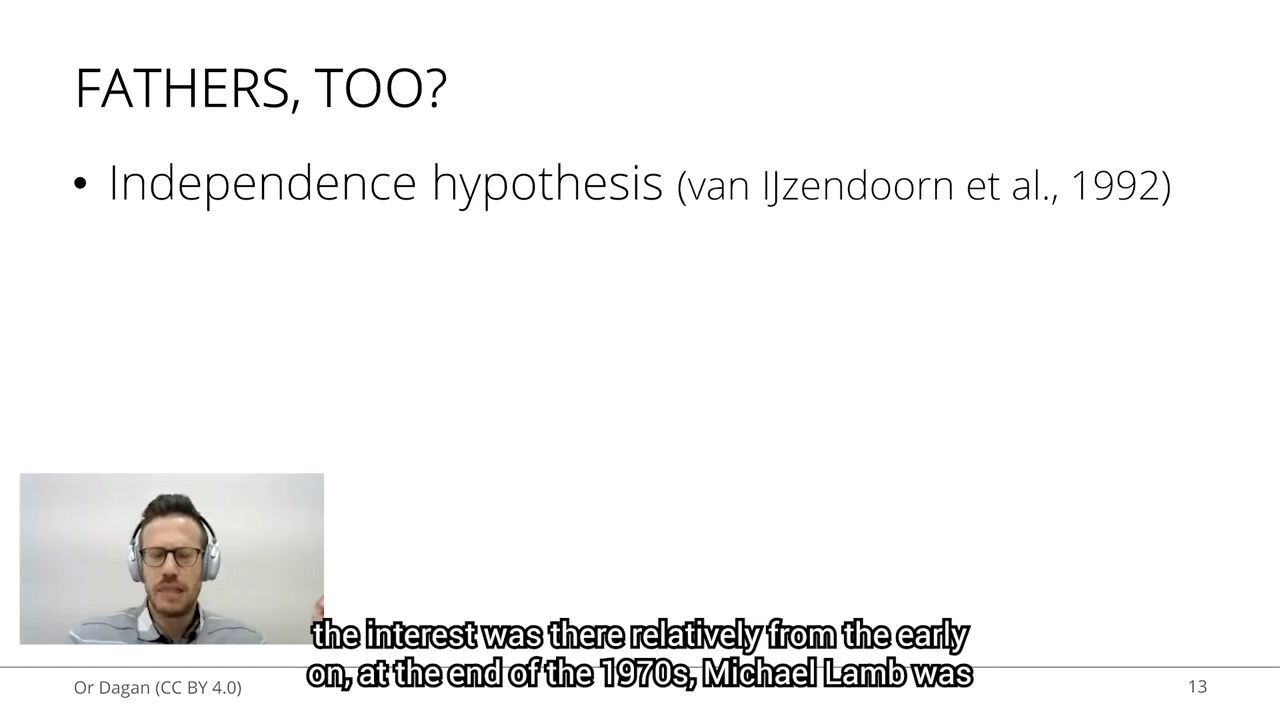 FATHERS, TOO?
• Independence hypothesis (van IJzendoorn et al., 1992)
the interest was there relatively from the early
on, at the end of the 1970s, Michael Lamb was
Or Dagan (CC BY 4.0)
13